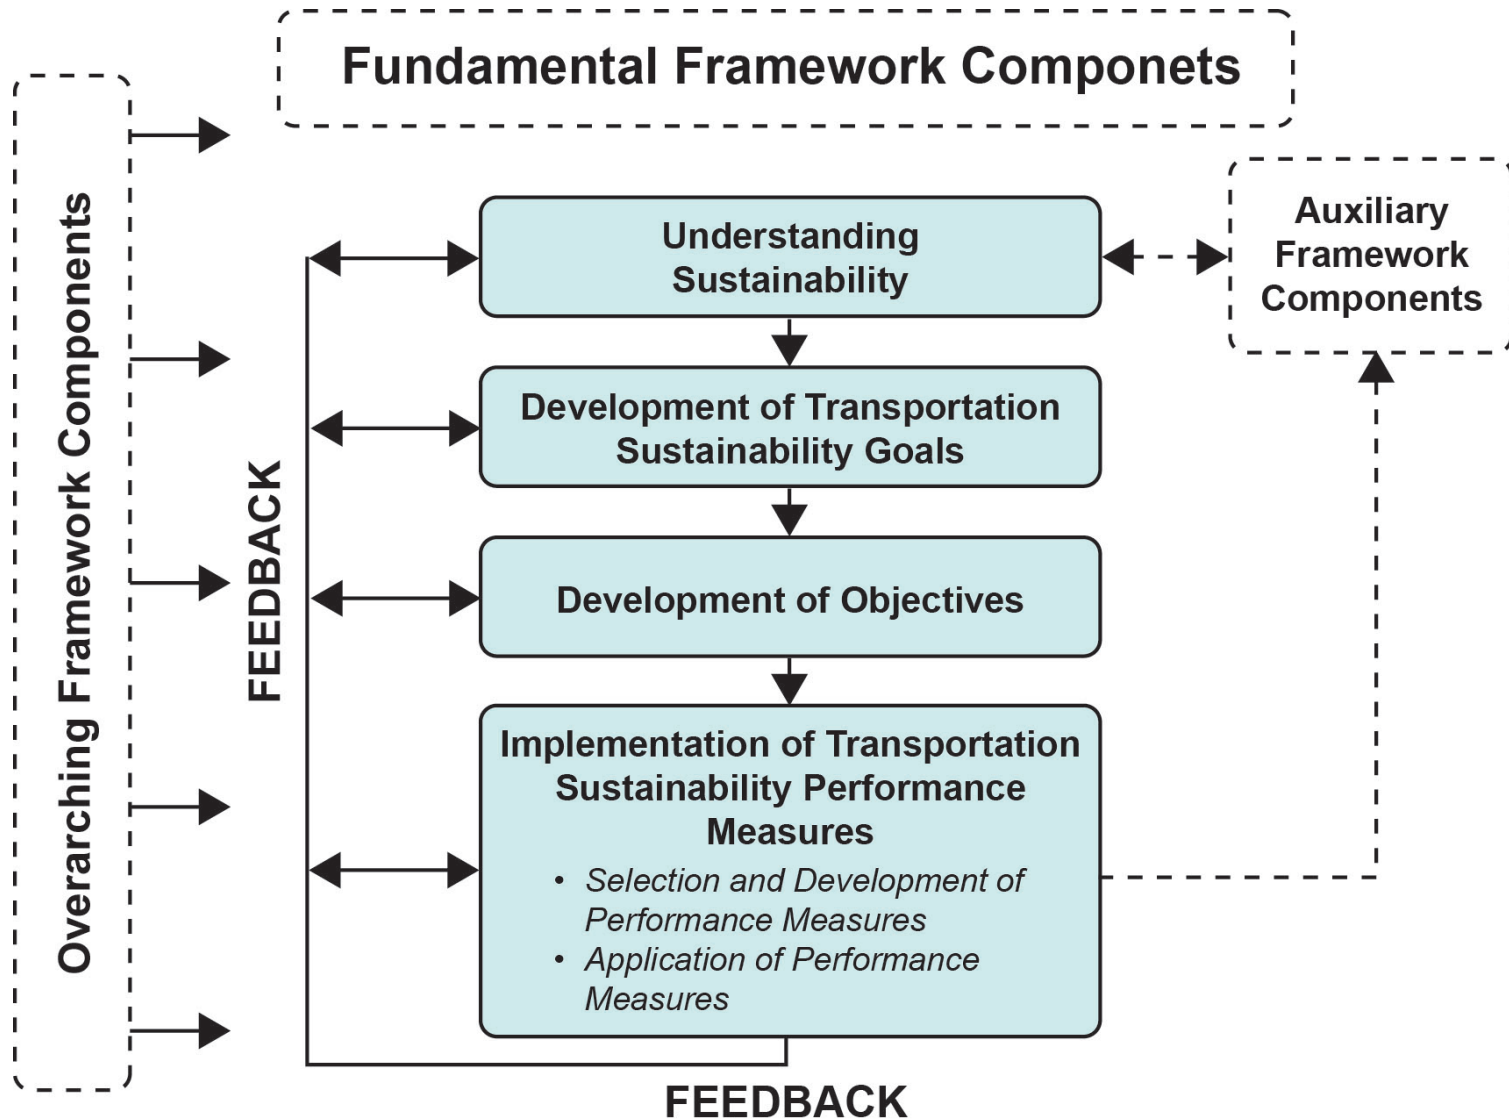 Fundamental Framework Componets
Overarching Framework Components
FEEDBACK
Understanding
Sustainability
Auxiliary
Framework
Components
Development of Transportation
Sustainability Goals
Development of Objectives
Implementation of Transportation
Sustainability Performance
Measures
• Selection and Development of
Performance Measures
• Application of Performance
Measures
FEEDBACK